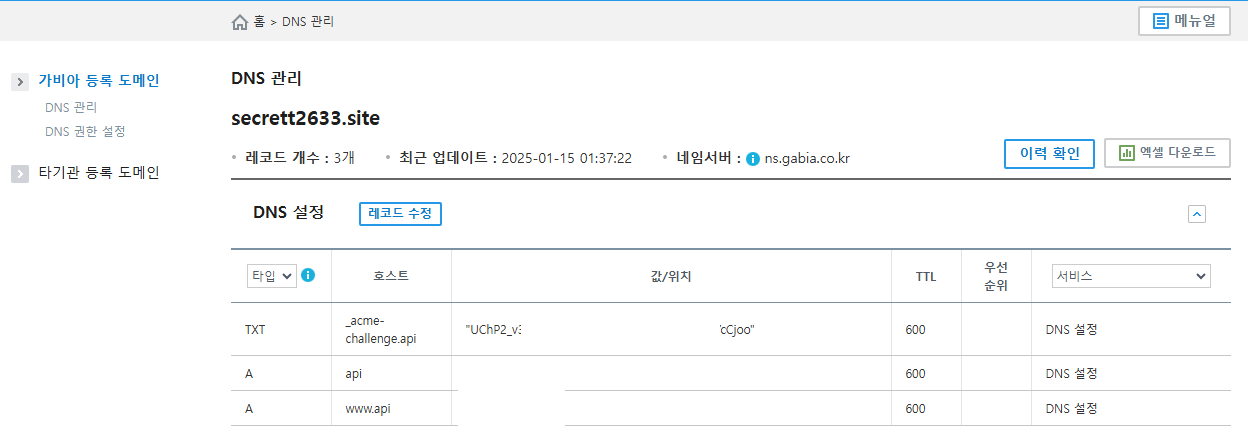 홈 > DNS 관리
메뉴얼
가비아 등록 도메인
DNS 관리
DNS 권한 설정
타기관 등록 도메인
DNS 관리
secrett2633.site
• 레코드 개수 : 3개 • 최근 업데이트 : 2025-01-15 01:37:22 • 네임서버 : ns.gabia.co.kr
이력 확인 엑셀 다운로드
DNS 설정 레코드 수정
타입 호스트 값/위치 TTL 우선
순위 서비스
TXT _acme-
challenge.api "UChP2_v3 cCjoo" 600 DNS 설정
A api 600 DNS 설정
A www.api 600 DNS 설정